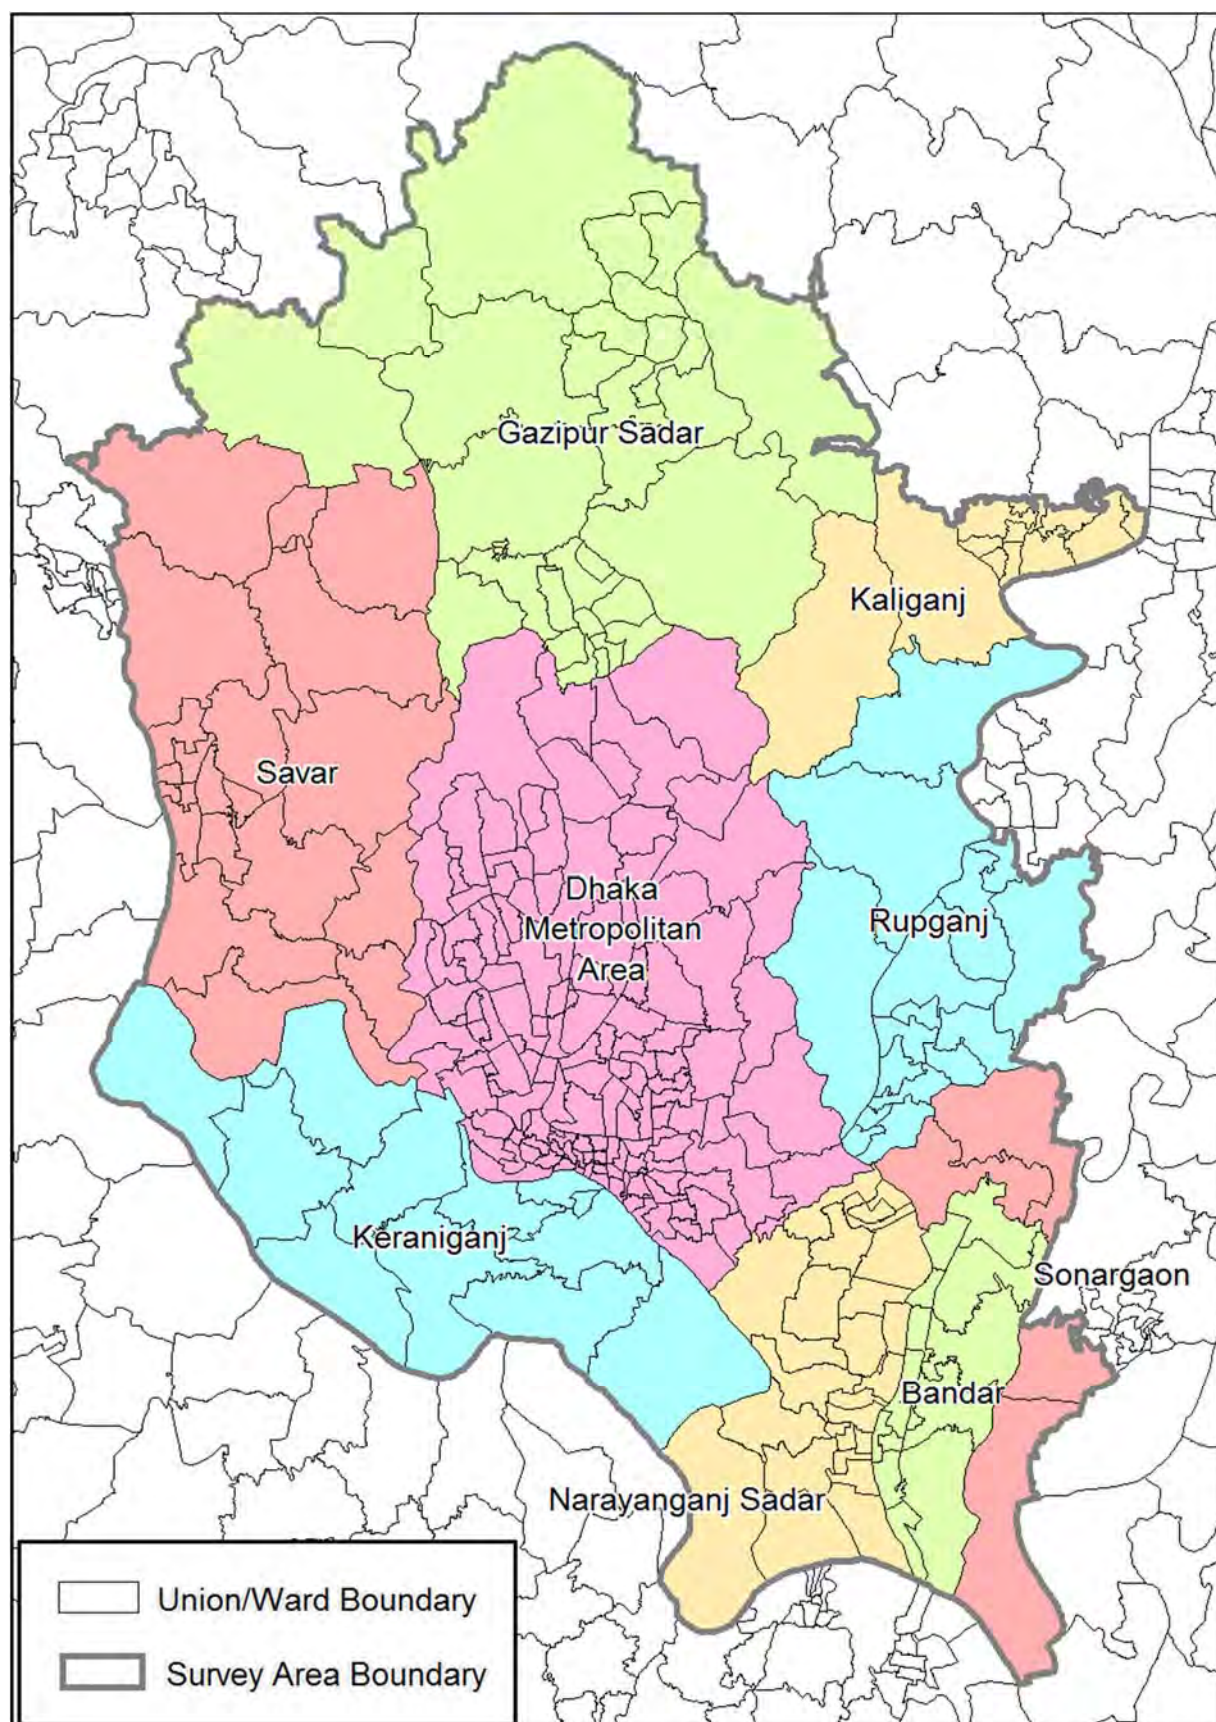 Gazipur Sadar
Kaliganj
Savar
Dhaka
Metropolitan
Area
Rupganj
Keraniganj
Sonargaon
Bandar
Narayanganj Sadar
Union/Ward Boundary
Survey Area Boundary